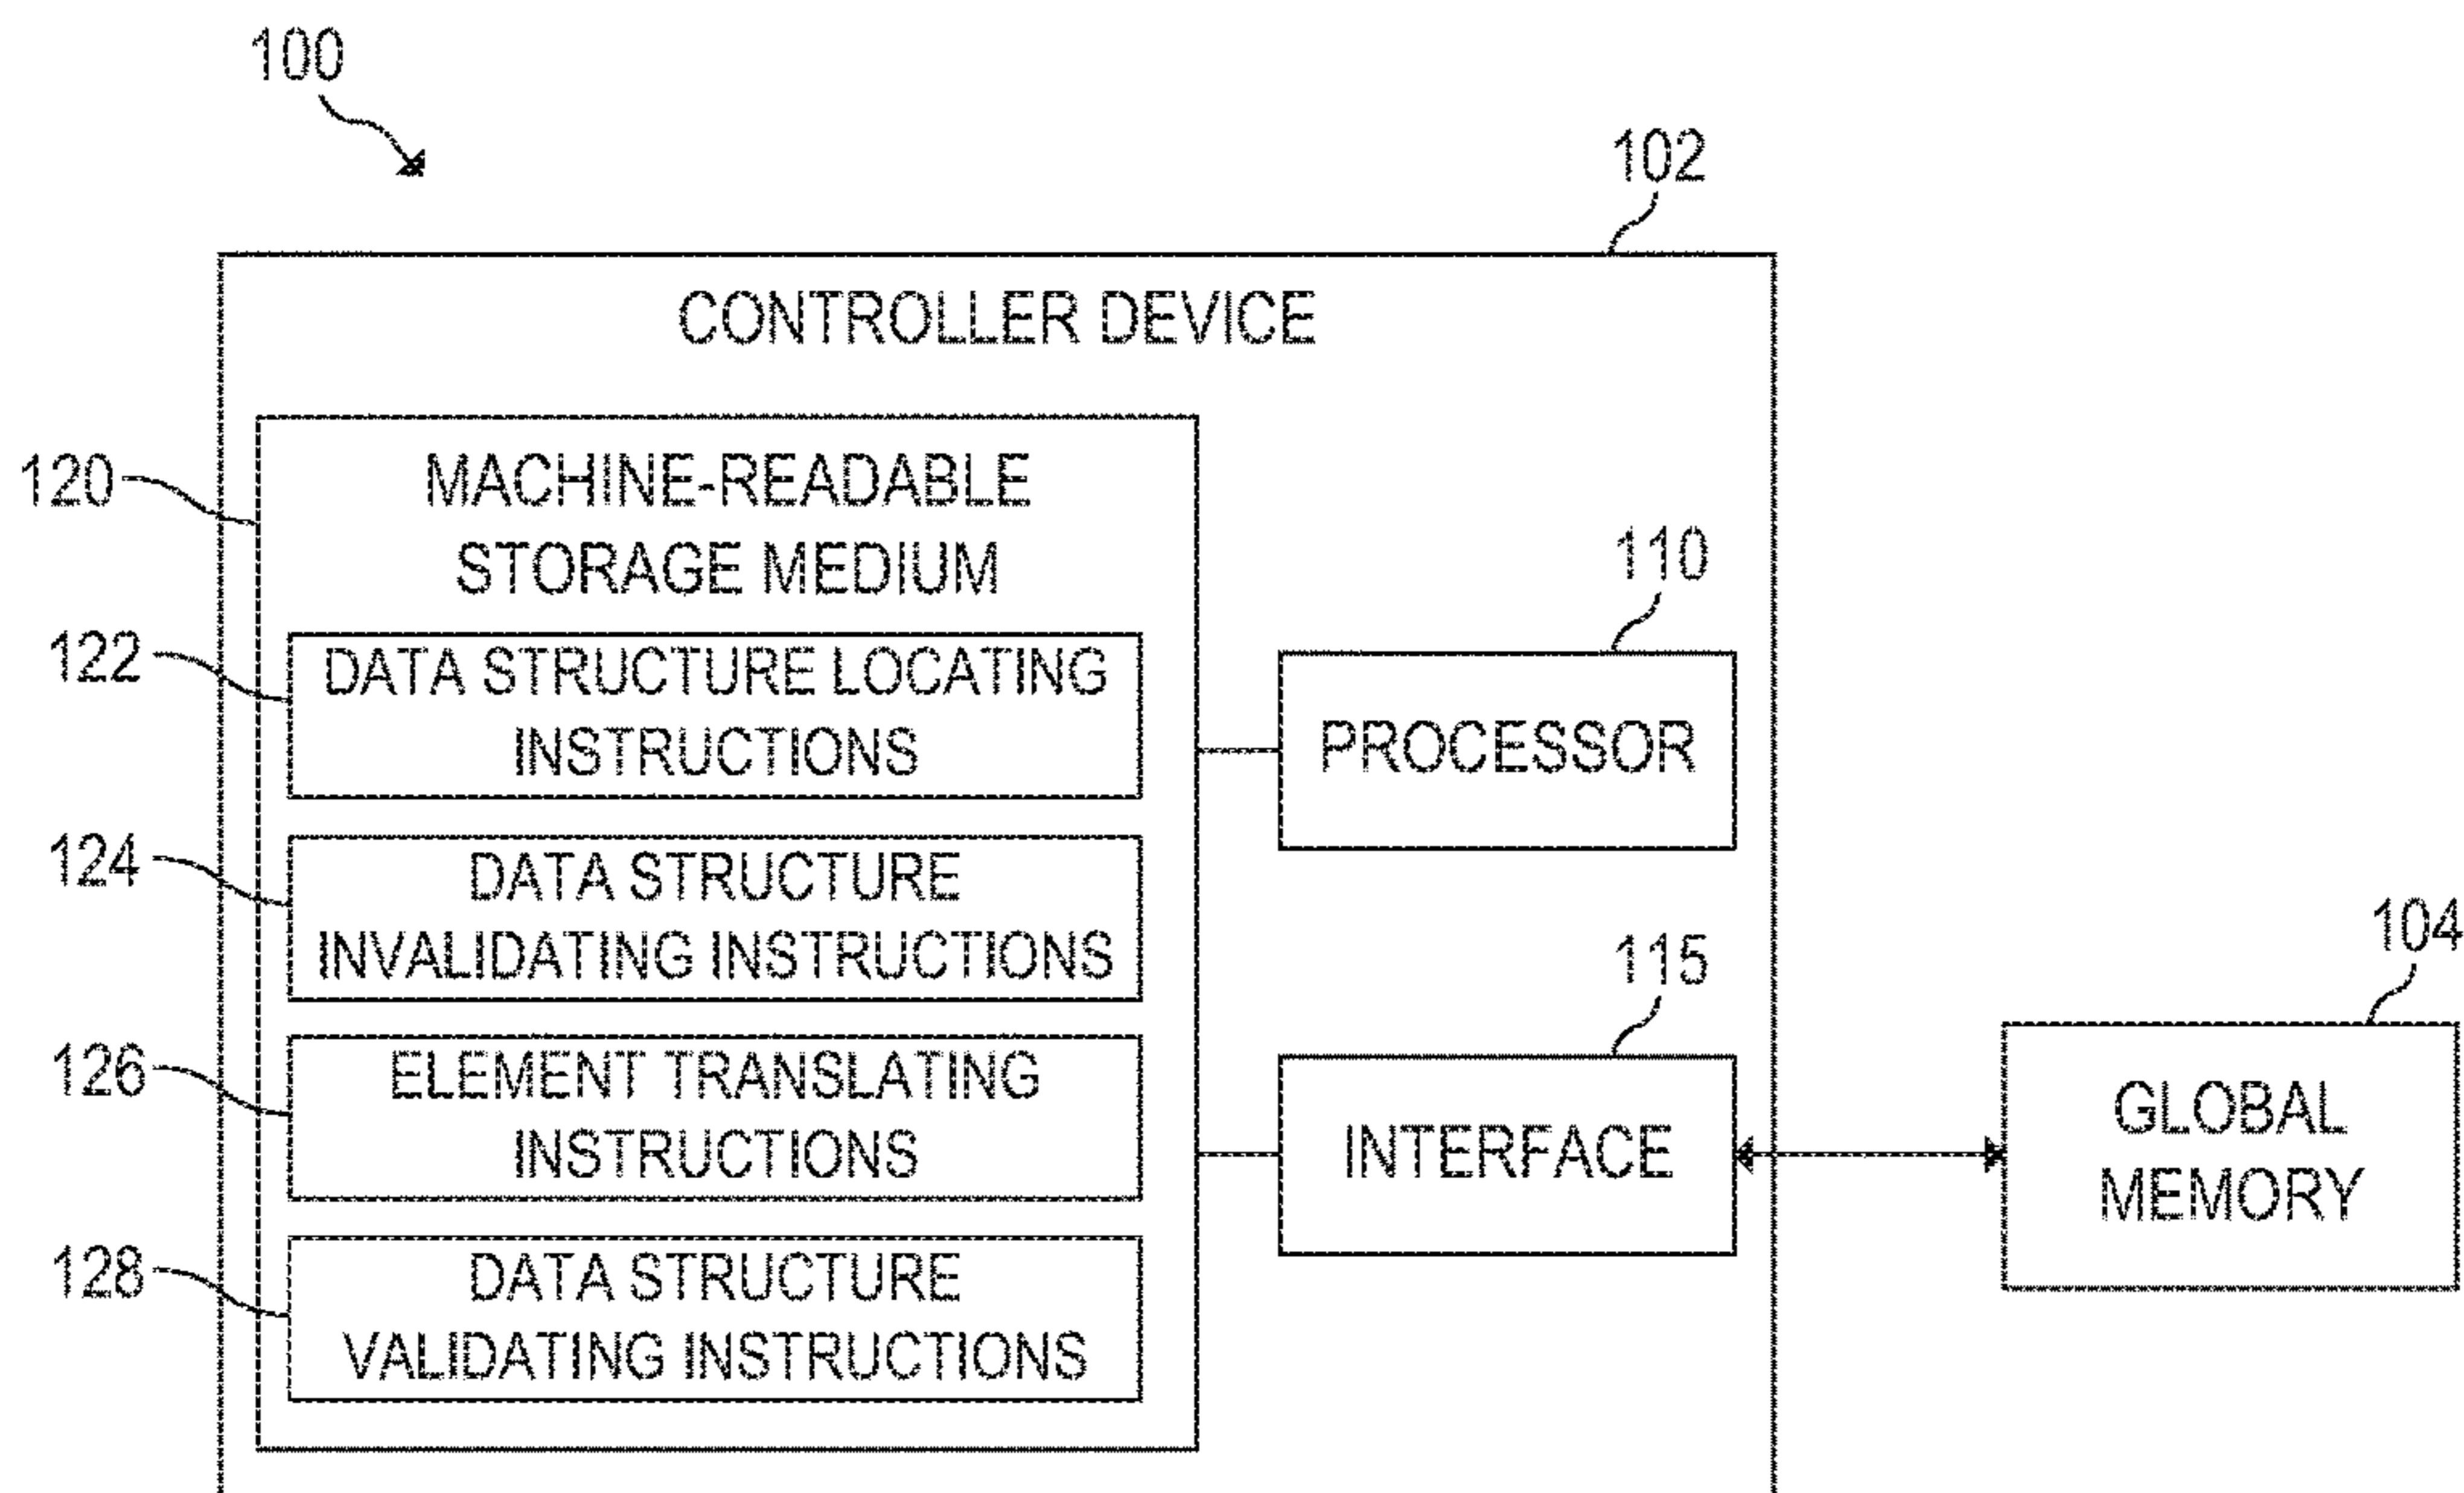 100
102
CONTROLLER DEVICE
120
MACHINE-READABLE
STORAGE MEDIUM
110
122
DATA STRUCTURE LOCATING
INSTRUCTIONS
PROCESSOR
124
DATA STRUCTURE
INVALIDATING INSTRUCTIONS
115
104
126
ELEMENT TRANSLATING
INSTRUCTIONS
INTERFACE
GLOBAL
MEMORY
128
DATA STRUCTURE
VALIDATING INSTRUCTIONS